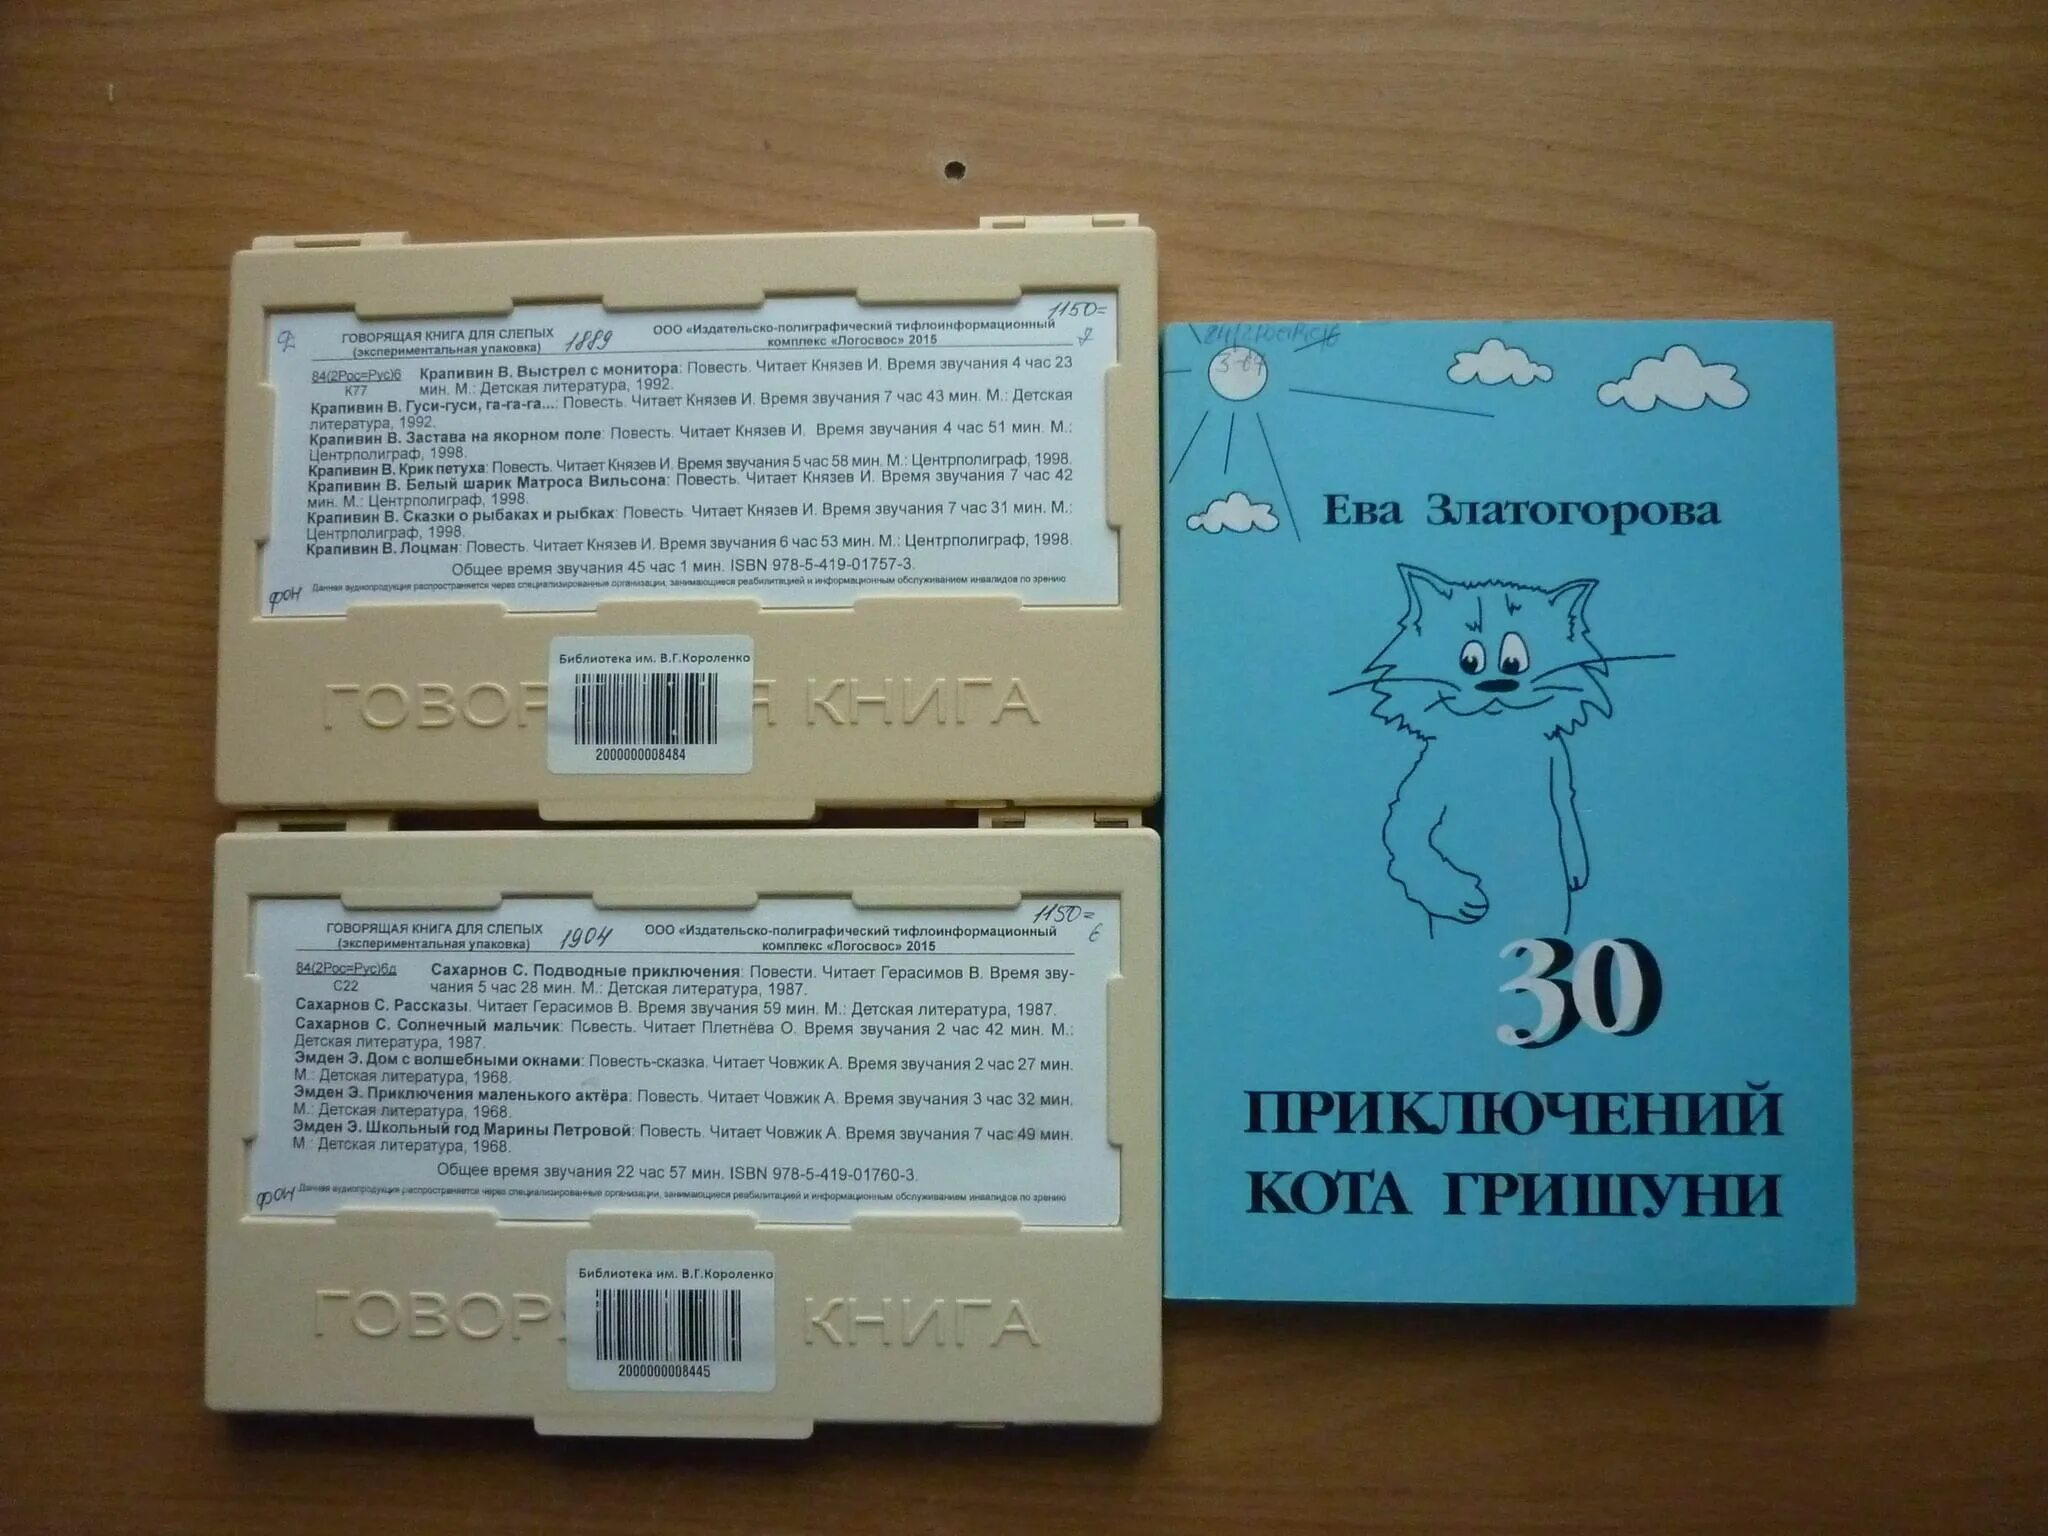 1150=
ГОВОРЯЩАЯ КНИГА ДЛЯ СЛЕПЫХ 1889 ООО «Издательско-полиграфический тифлоинформационный
(экспериментальная упаковка) комплекс «Логосвос» 2015
84(2Рос=Рус)6 Крапивин В. Выстрел с монитора: Повесть. Читает Князев И. Время звучания 4 час 23
К77 мин. М.: Детская литература, 1992.
Крапивин В. Гуси-гуси, га-га-га...: Повесть. Читает Князев И. Время звучания 7 час 43 мин. М.: Детская
литература, 1992.
Крапивин В. Застава на якорном поле: Повесть. Читает Князев И. Время звучания 4 час 51 мин. М.:
Центрполиграф, 1998.
Крапивин В. Крик петуха: Повесть. Читает Князев И. Время звучания 5 час 58 мин. М.: Центрполиграф, 1998.
Крапивин В. Белый шарик Матроса Вильсона: Повесть. Читает Князев И. Время звучания 7 час 42
мин. М.: Центрполиграф, 1998.
Крапивин В. Сказки о рыбаках и рыбках: Повесть. Читает Князев И. Время звучания 7 час 31 мин. М.:
Центрполиграф, 1998.
Крапивин В. Лоцман: Повесть. Читает Князев И. Время звучания 6 час 53 мин. М.: Центрполиграф, 1998.
Общее время звучания 45 час 1 мин. ISBN 978-5-419-01757-3.
фон Данная аудиопродукция распространяется через специализированные организации, занимающиеся реабилитацией и информационным обслуживанием инвалидов по зрению
Библиотека им. В.Г.Короленко
ГОВОР Я КНИГА
2000000008484
1150=
ГОВОРЯЩАЯ КНИГА ДЛЯ СЛЕПЫХ 1904 ООО «Издательско-полиграфический тифлоинформационный
(экспериментальная упаковка) комплекс «Логосвос» 2015 6
84(2Рос=Рус)6д Сахарнов С. Подводные приключения: Повести. Читает Герасимов В. Время зву-
С22 чания 5 час 28 мин. М.: Детская литература, 1987.
Сахарнов С. Рассказы. Читает Герасимов В. Время звучания 59 мин. М.: Детская литература, 1987.
Сахарнов С. Солнечный мальчик: Повесть. Читает Плетнёва О. Время звучания 2 час 42 мин. М.:
Детская литература, 1987.
Эмден Э. Дом с волшебными окнами: Повесть-сказка. Читает Човжик А. Время звучания 2 час 27 мин.
М.: Детская литература, 1968.
Эмден Э. Приключения маленького актёра: Повесть. Читает Човжик А. Время звучания 3 час 32 мин.
М.: Детская литература, 1968.
Эмден Э. Школьный год Марины Петровой: Повесть. Читает Човжик А. Время звучания 7 час 49 мин.
М.: Детская литература, 1968.
Общее время звучания 22 час 57 мин. ISBN 978-5-419-01760-3.
фон Данная аудиопродукция распространяется через специализированные организации, занимающиеся реабилитацией и информационным обслуживанием инвалидов по зрению
Библиотека им. В.Г.Короленко
ГОВОР КНИГА
2000000008445
Ева Златогорова
30
ПРИКЛЮЧЕНИЙ
КОТА ГРИШУНИ